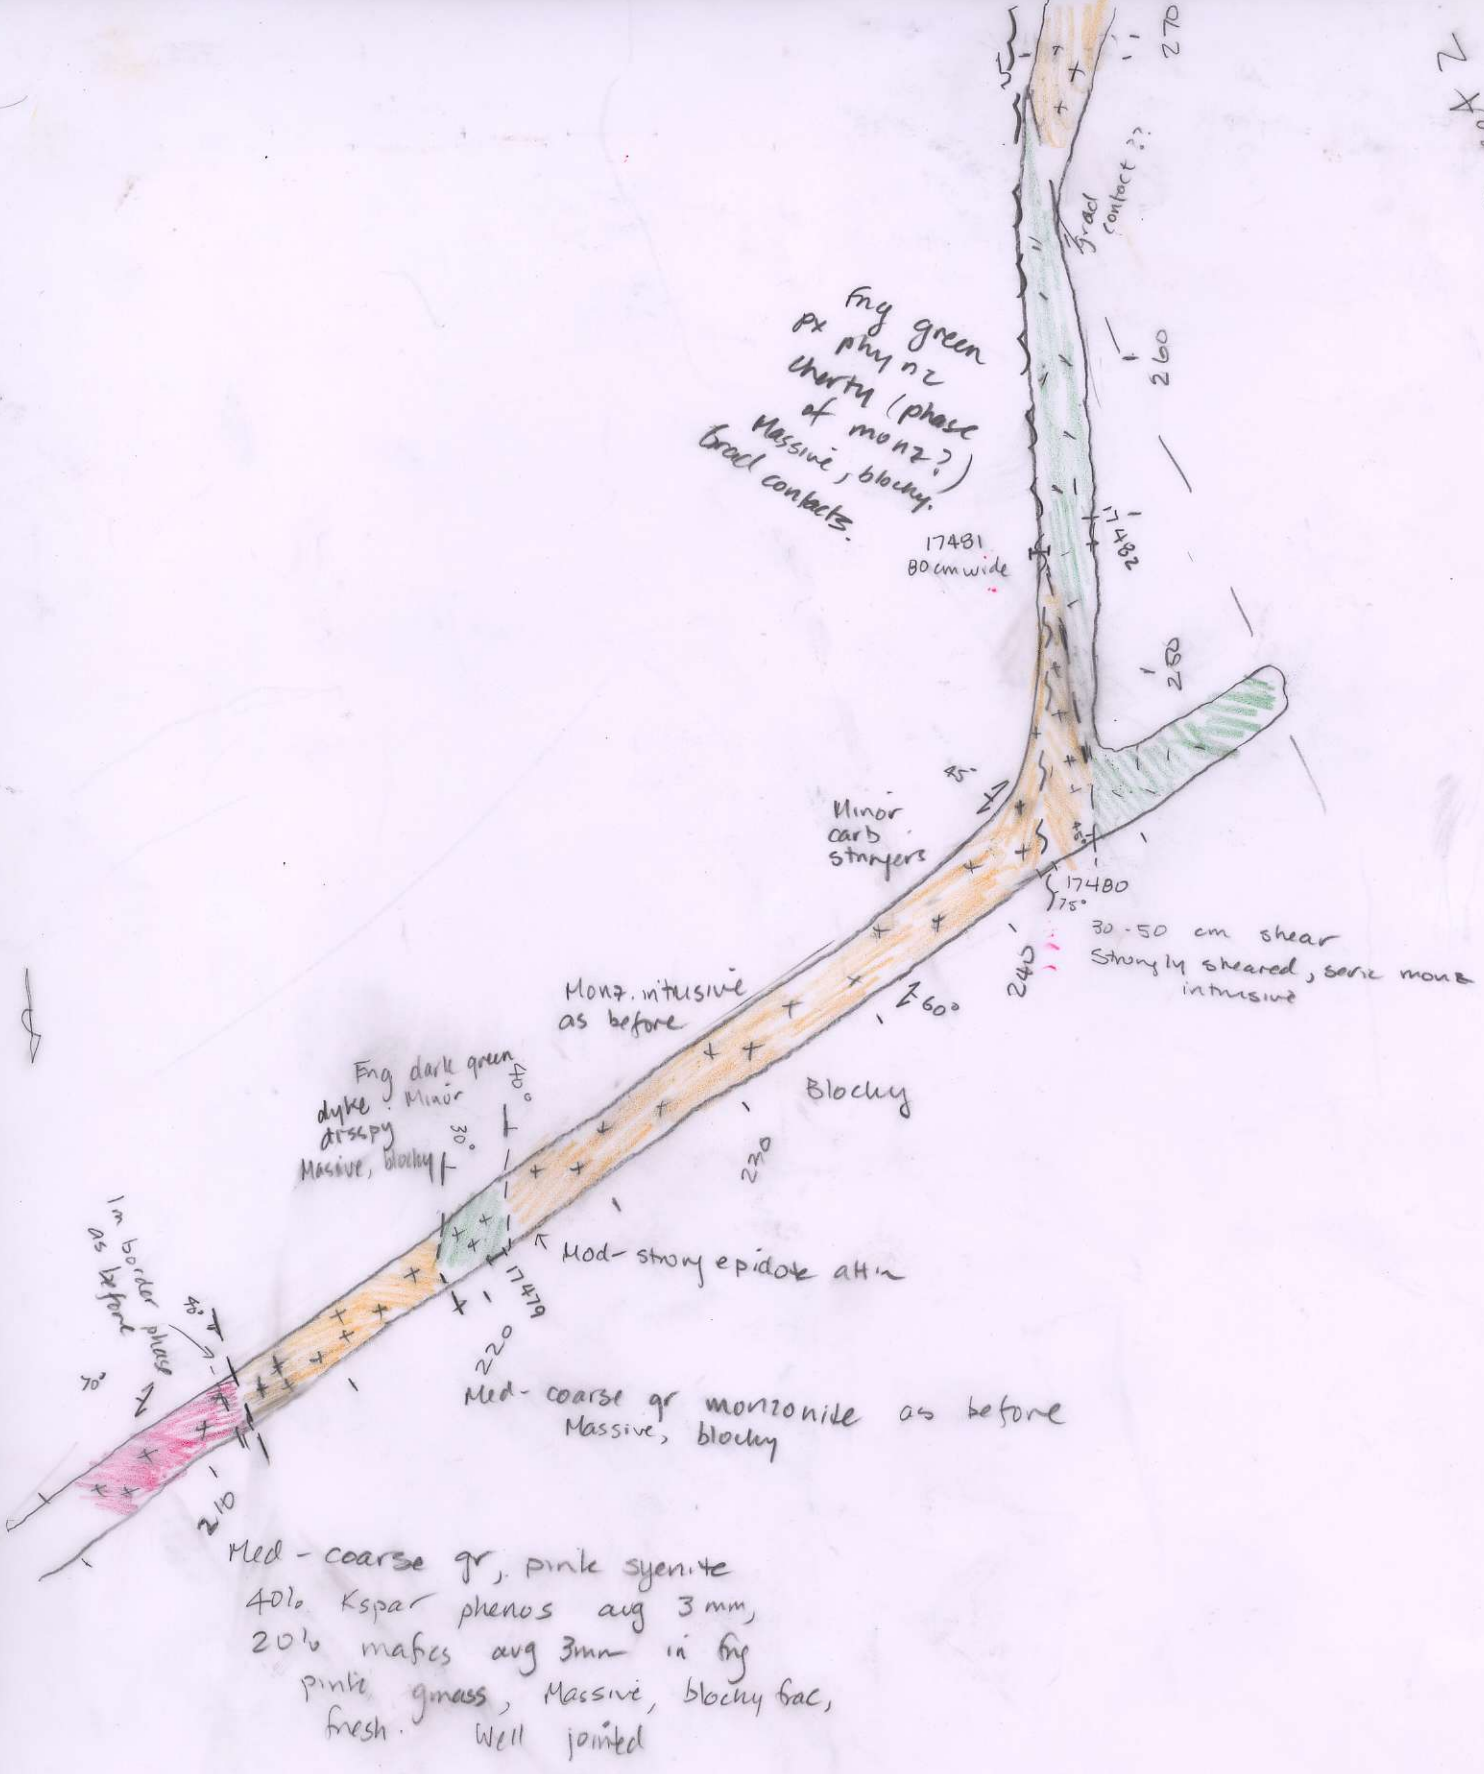 270
N
grad
contact ??
260
Fng green
px phyric
cherty (phase
of monz?)
Massive, blocky.
Grad contacts.
17481
80cm wide
17482
250
45°
Minor
carb
stringers
17480
75°
240
30-50 cm shear
Strongly sheared, seric monz
intrusive
60°
Monz. intrusive
as before
Blocky
230
Fng dark green
dyke. Minor
disspy
Massive, blocky
40°
30°
Mod-strong epidote altn
17479
220
1m border phase
as before
40°
70°
Med-coarse gr monzonite as before
Massive, blocky
210
Med-coarse gr, pink syenite
40% Kspar phenos avg 3 mm,
20% mafics avg 3mm in fng
pink gmass, Massive, blocky frac,
fresh. Well jointed